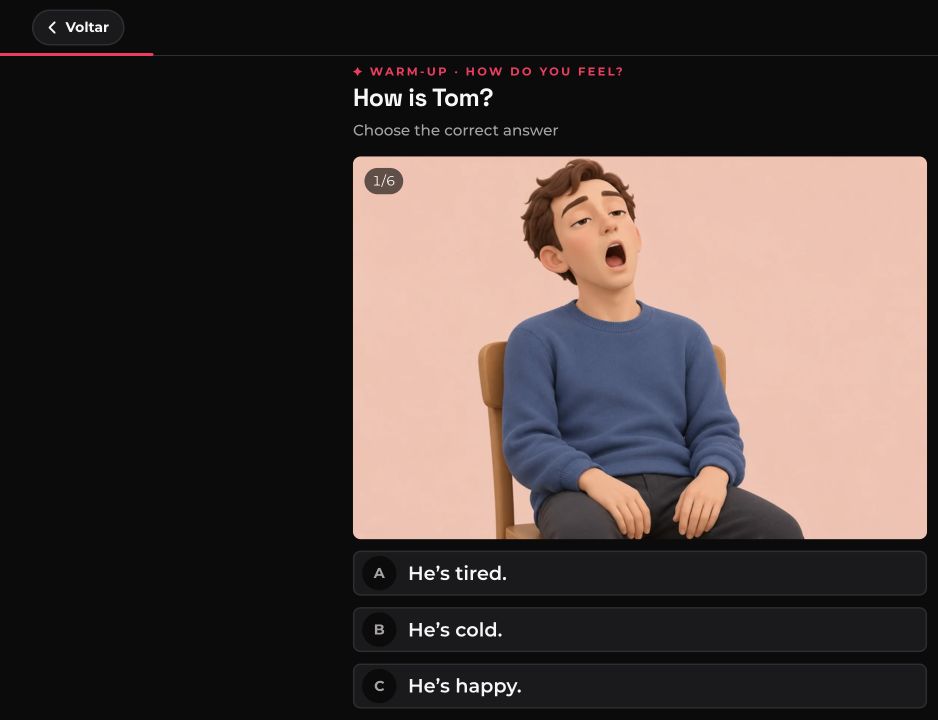 Voltar
✦ WARM-UP · HOW DO YOU FEEL?
How is Tom?
Choose the correct answer
1/6
A He’s tired.
B He’s cold.
C He’s happy.